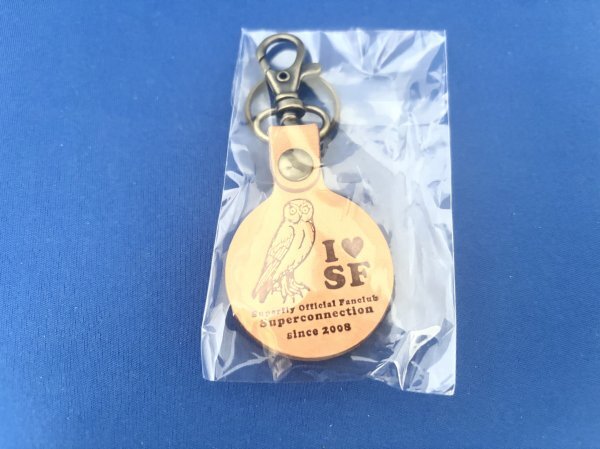 I ♥
SF
Superfly Official Fanclub
Superconnection
since 2008